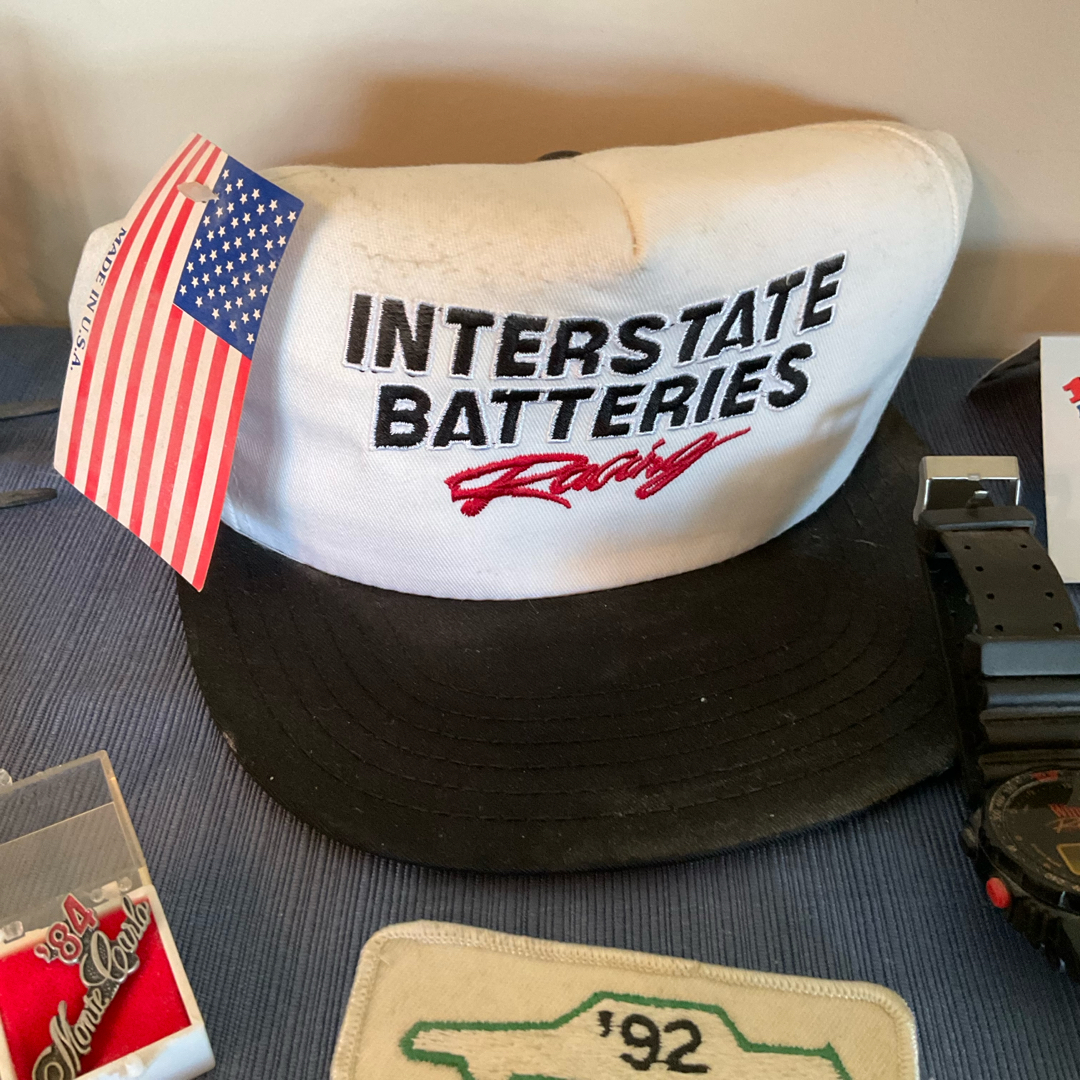 MADE IN U.S.A.
INTERSTATE
BATTERIES
Racing
'84
Monte Carlo
'92